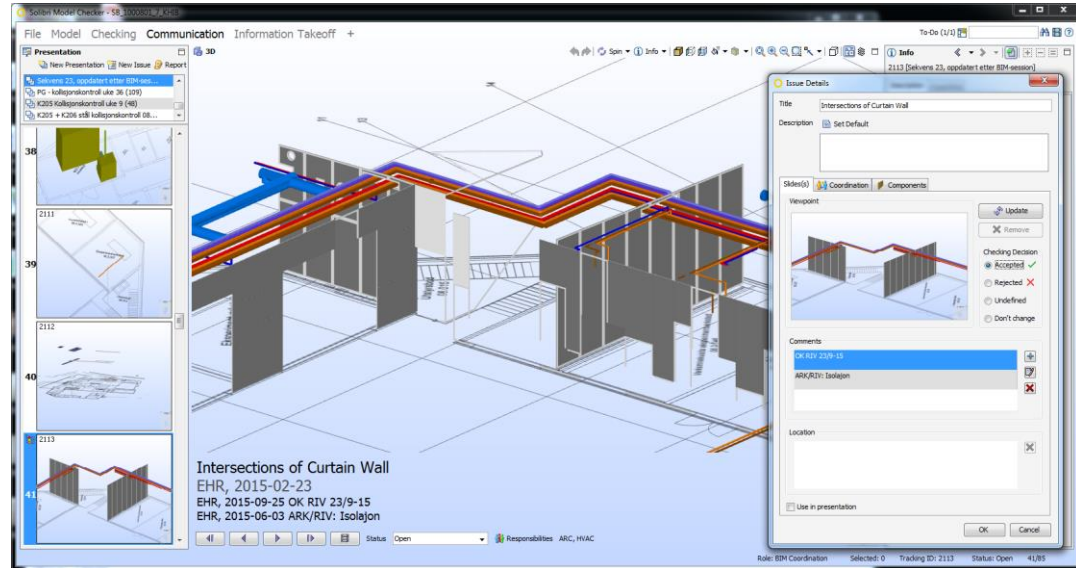 Solibri Model Checker - SB_1000801_7_KHIB
File Model Checking Communication Information Takeoff +
To-Do (1/1)
Presentation
New Presentation New Issue Report
Sekvens 23, oppdatert etter BIM-ses...
PG - kollisjonskontroll uke 36 (109)
K205 Kollisjonskontroll uke 9 (48)
K205 + K206 stål kollisjonskontroll 08...
38
2111
39
2112
40
2113
41
3D
Spin Info
Info
2113 [Sekvens 23, oppdatert etter BIM-session]
Intersections of Curtain Wall
EHR, 2015-02-23
EHR, 2015-09-25 OK RIV 23/9-15
EHR, 2015-06-03 ARK/RIV: Isolajon
Status Open Responsibilities ARC, HVAC
Issue Details
Title Intersections of Curtain Wall
Description Set Default
Slides(s) Coordination Components
Viewpoint
Update
Remove
Checking Decision
Accepted
Rejected
Undefined
Don't change
Comments
OK RIV 23/9-15
ARK/RIV: Isolajon
Location
Use in presentation
OK Cancel
Role: BIM Coordination Selected: 0 Tracking ID: 2113 Status: Open 41/85